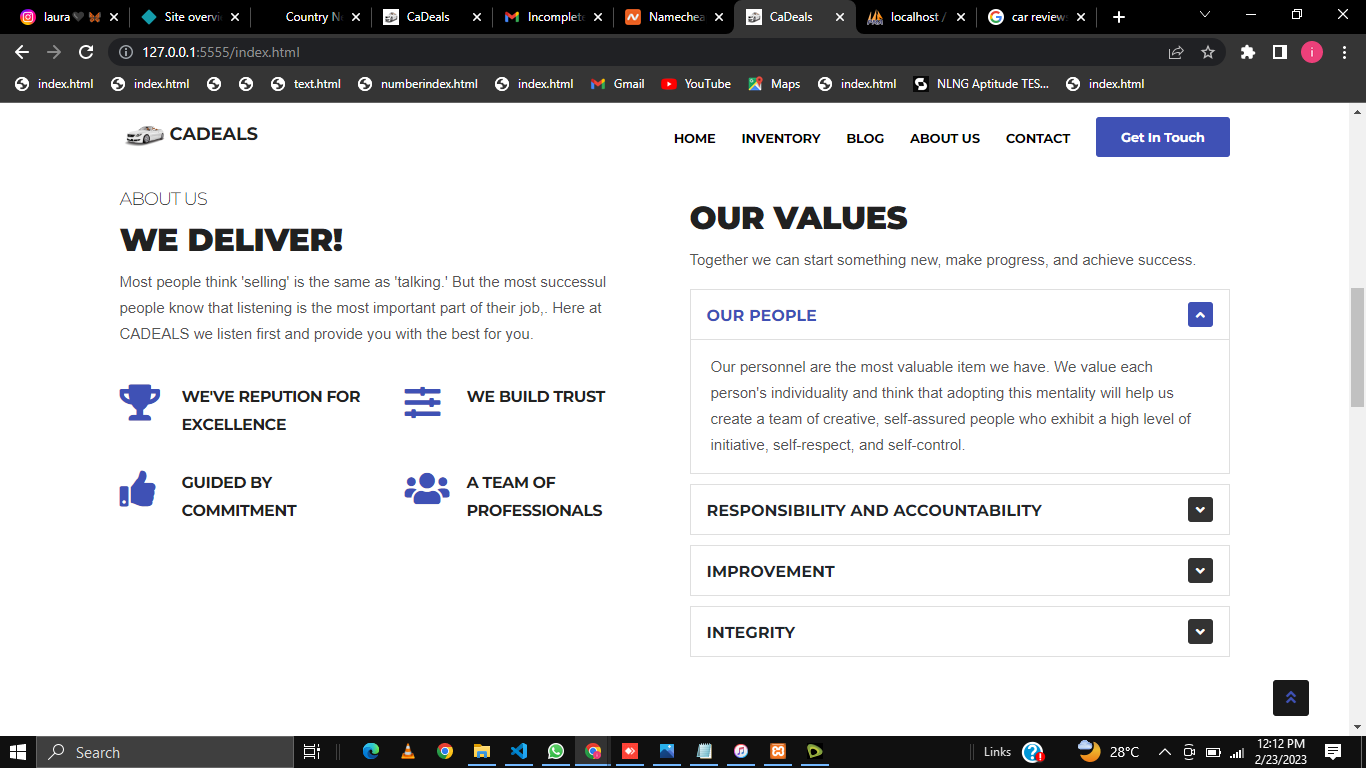 laura
Site overvi
Country N
CaDeals
Incomplet
Namechea
CaDeals
localhost /
car review
127.0.0.1:5555/index.html
i
index.html
index.html
text.html
numberindex.html
index.html
Gmail
YouTube
Maps
index.html
NLNG Aptitude TES...
index.html
CADEALS
HOME
INVENTORY
BLOG
ABOUT US
CONTACT
Get In Touch
ABOUT US
WE DELIVER!
Most people think 'selling' is the same as 'talking.' But the most successul
people know that listening is the most important part of their job,. Here at
CADEALS we listen first and provide you with the best for you.
WE'VE REPUTION FOR
EXCELLENCE
WE BUILD TRUST
GUIDED BY
COMMITMENT
A TEAM OF
PROFESSIONALS
OUR VALUES
Together we can start something new, make progress, and achieve success.
OUR PEOPLE
Our personnel are the most valuable item we have. We value each
person's individuality and think that adopting this mentality will help us
create a team of creative, self-assured people who exhibit a high level of
initiative, self-respect, and self-control.
RESPONSIBILITY AND ACCOUNTABILITY
IMPROVEMENT
INTEGRITY
Search
Links
28°C
12:12 PM
2/23/2023